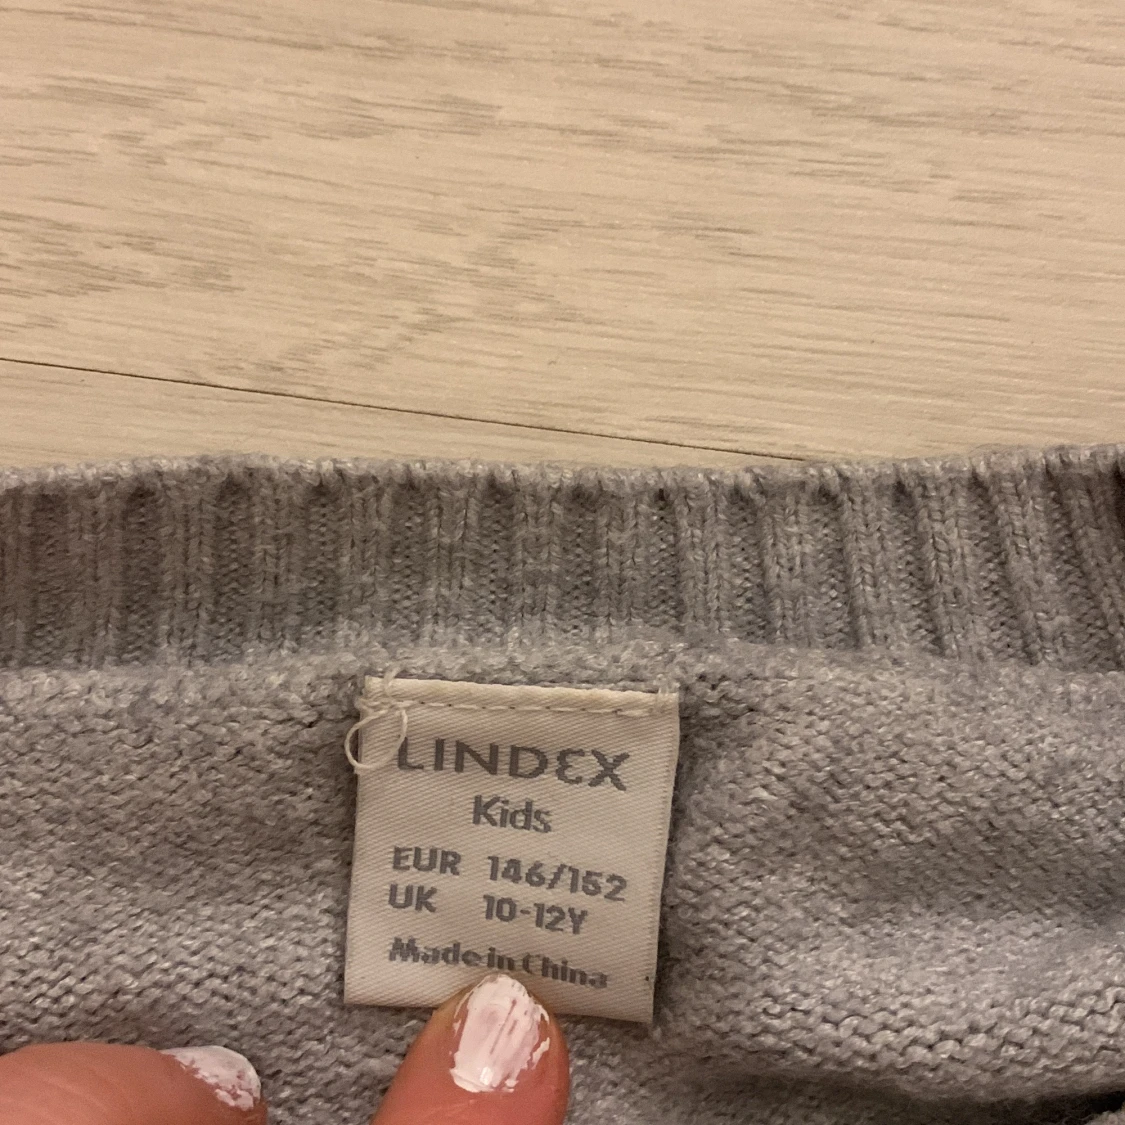 LINDEX
Kids
EUR 146/152
UK 10-12Y
Made in China